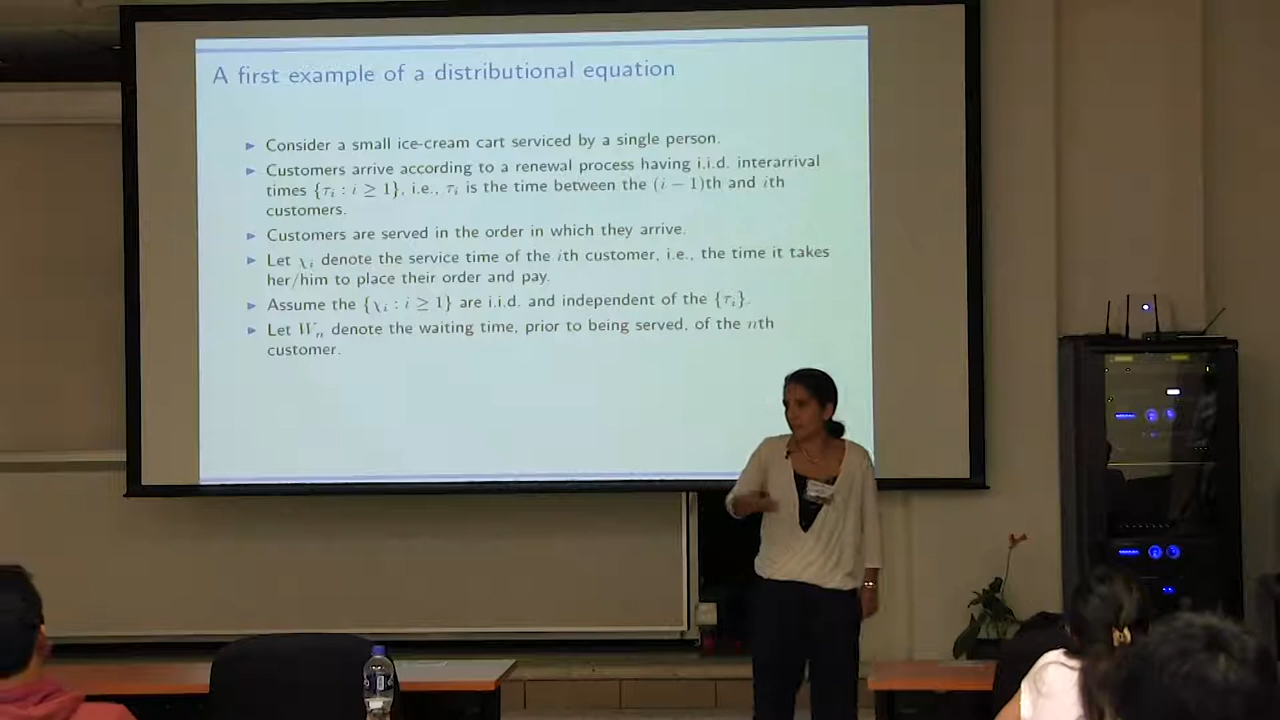 A first example of a distributional equation
▶ Consider a small ice-cream cart serviced by a single person.
▶ Customers arrive according to a renewal process having i.i.d. interarrival
times {τᵢ : i ≥ 1}, i.e., τᵢ is the time between the (i − 1)th and ith
customers.
▶ Customers are served in the order in which they arrive.
▶ Let χᵢ denote the service time of the ith customer, i.e., the time it takes
her/him to place their order and pay.
▶ Assume the {χᵢ : i ≥ 1} are i.i.d. and independent of the {τᵢ}.
▶ Let Wₙ denote the waiting time, prior to being served, of the nth
customer.